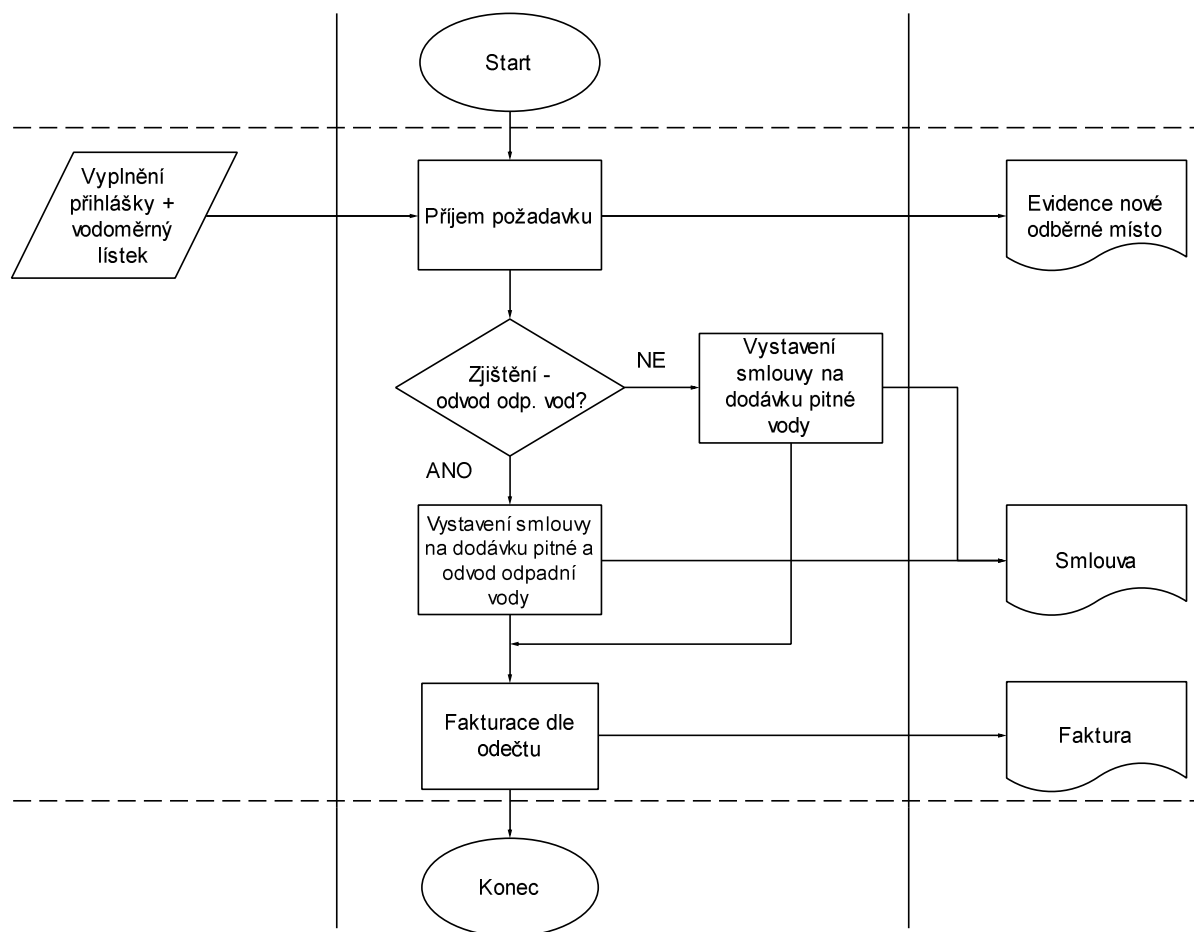 Start
Vyplnění
přihlášky +
vodoměrný
lístek
Příjem požadavku
Evidence nové
odběrné místo
Zjištění -
odvod odp. vod?
NE
Vystavení
smlouvy na
dodávku pitné
vody
ANO
Vystavení smlouvy
na dodávku pitné a
odvod odpadní
vody
Smlouva
Fakturace dle
odečtu
Faktura
Konec